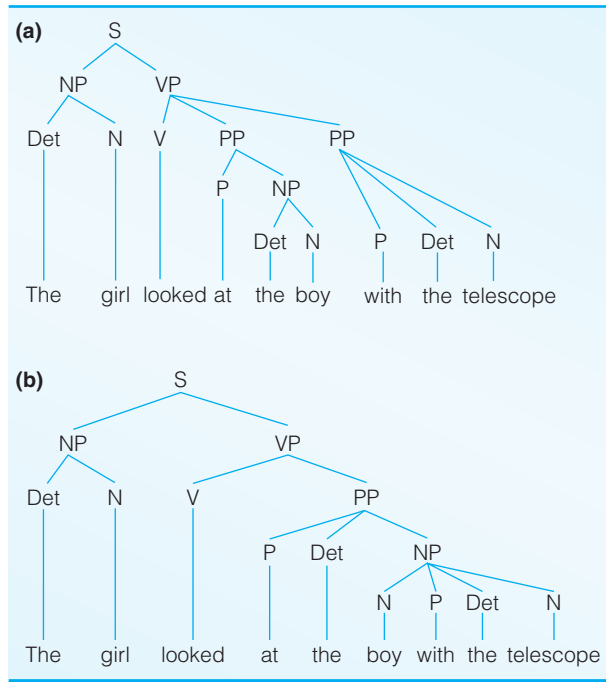 (a)
S
NP VP
Det N V PP PP
P NP
Det N P Det N
The girl looked at the boy with the telescope
(b)
S
NP VP
Det N V PP
P Det NP
N P Det N
The girl looked at the boy with the telescope